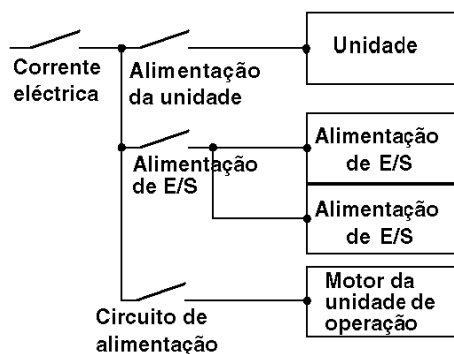 Corrente
eléctrica
Alimentação
da unidade
Unidade
Alimentação
de E/S
Alimentação
de E/S
Alimentação
de E/S
Circuito de
alimentação
Motor da
unidade de
operação